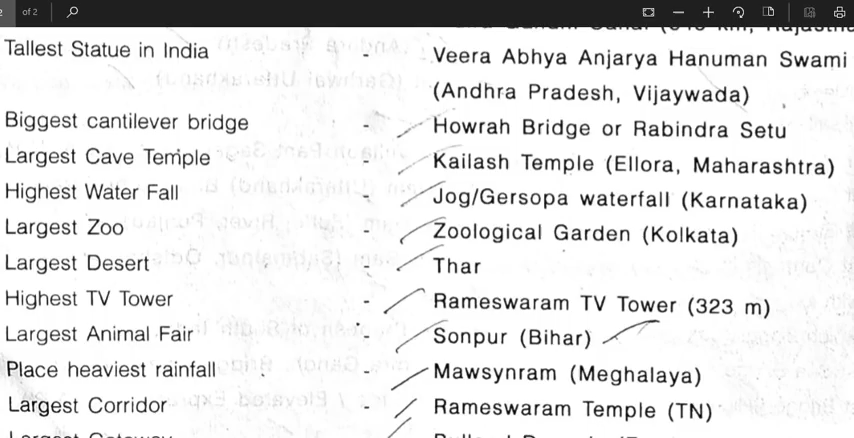 of 2
Tallest Statue in India - Veera Abhya Anjarya Hanuman Swami
(Andhra Pradesh, Vijaywada)
Biggest cantilever bridge - Howrah Bridge or Rabindra Setu
Largest Cave Temple - Kailash Temple (Ellora, Maharashtra)
Highest Water Fall - Jog/Gersopa waterfall (Karnataka)
Largest Zoo - Zoological Garden (Kolkata)
Largest Desert - Thar
Highest TV Tower - Rameswaram TV Tower (323 m)
Largest Animal Fair - Sonpur (Bihar)
Place heaviest rainfall - Mawsynram (Meghalaya)
Largest Corridor - Rameswaram Temple (TN)